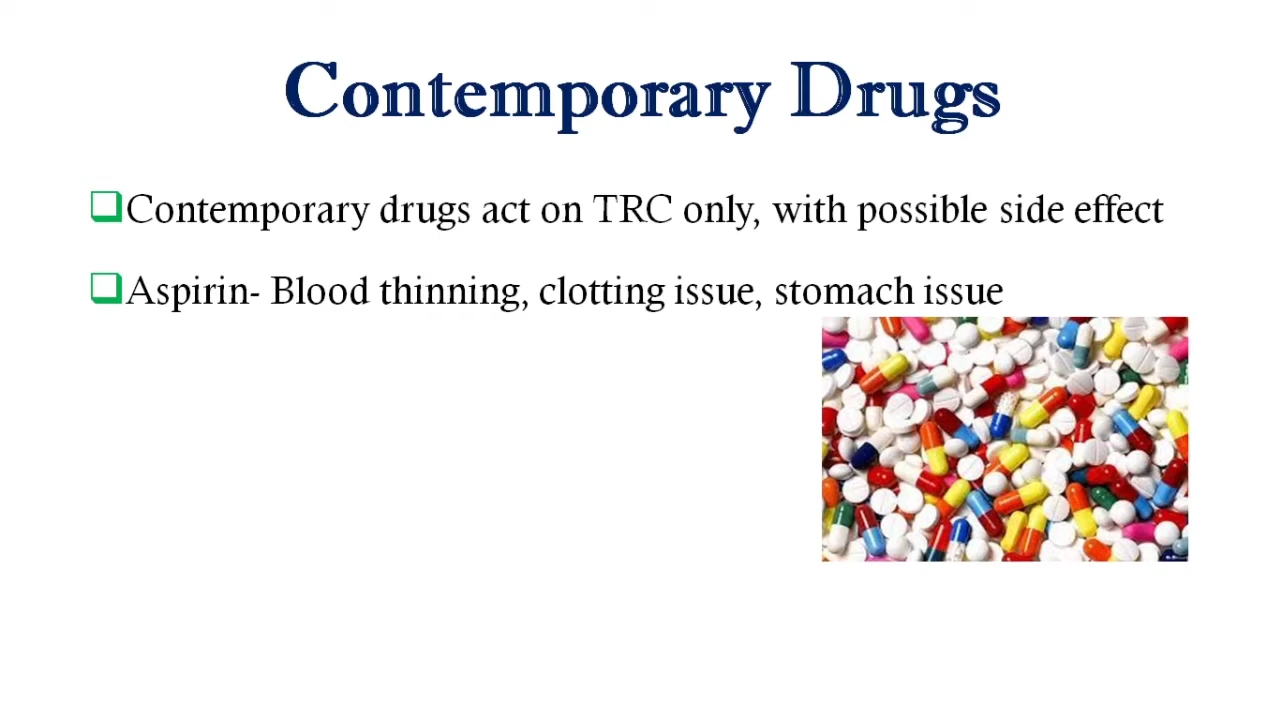 Contemporary Drugs
Contemporary drugs act on TRC only, with possible side effect
Aspirin- Blood thinning, clotting issue, stomach issue